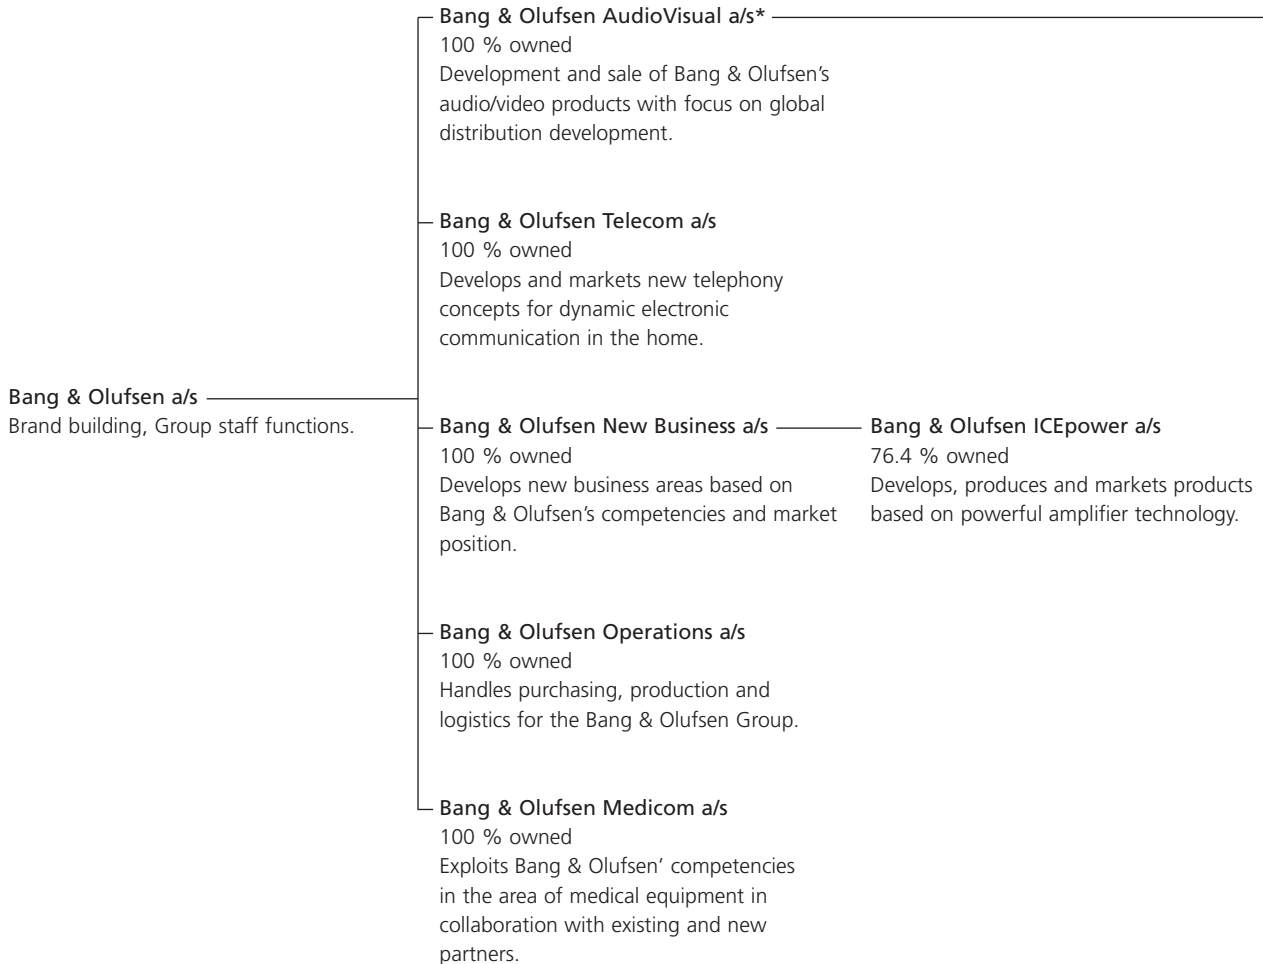 Bang & Olufsen AudioVisual a/s*
100 % owned
Development and sale of Bang & Olufsen’s
audio/video products with focus on global
distribution development.
Bang & Olufsen Telecom a/s
100 % owned
Develops and markets new telephony
concepts for dynamic electronic
communication in the home.
Bang & Olufsen a/s
Brand building, Group staff functions.
Bang & Olufsen New Business a/s
100 % owned
Develops new business areas based on
Bang & Olufsen’s competencies and market
position.
Bang & Olufsen ICEpower a/s
76.4 % owned
Develops, produces and markets products
based on powerful amplifier technology.
Bang & Olufsen Operations a/s
100 % owned
Handles purchasing, production and
logistics for the Bang & Olufsen Group.
Bang & Olufsen Medicom a/s
100 % owned
Exploits Bang & Olufsen’ competencies
in the area of medical equipment in
collaboration with existing and new
partners.